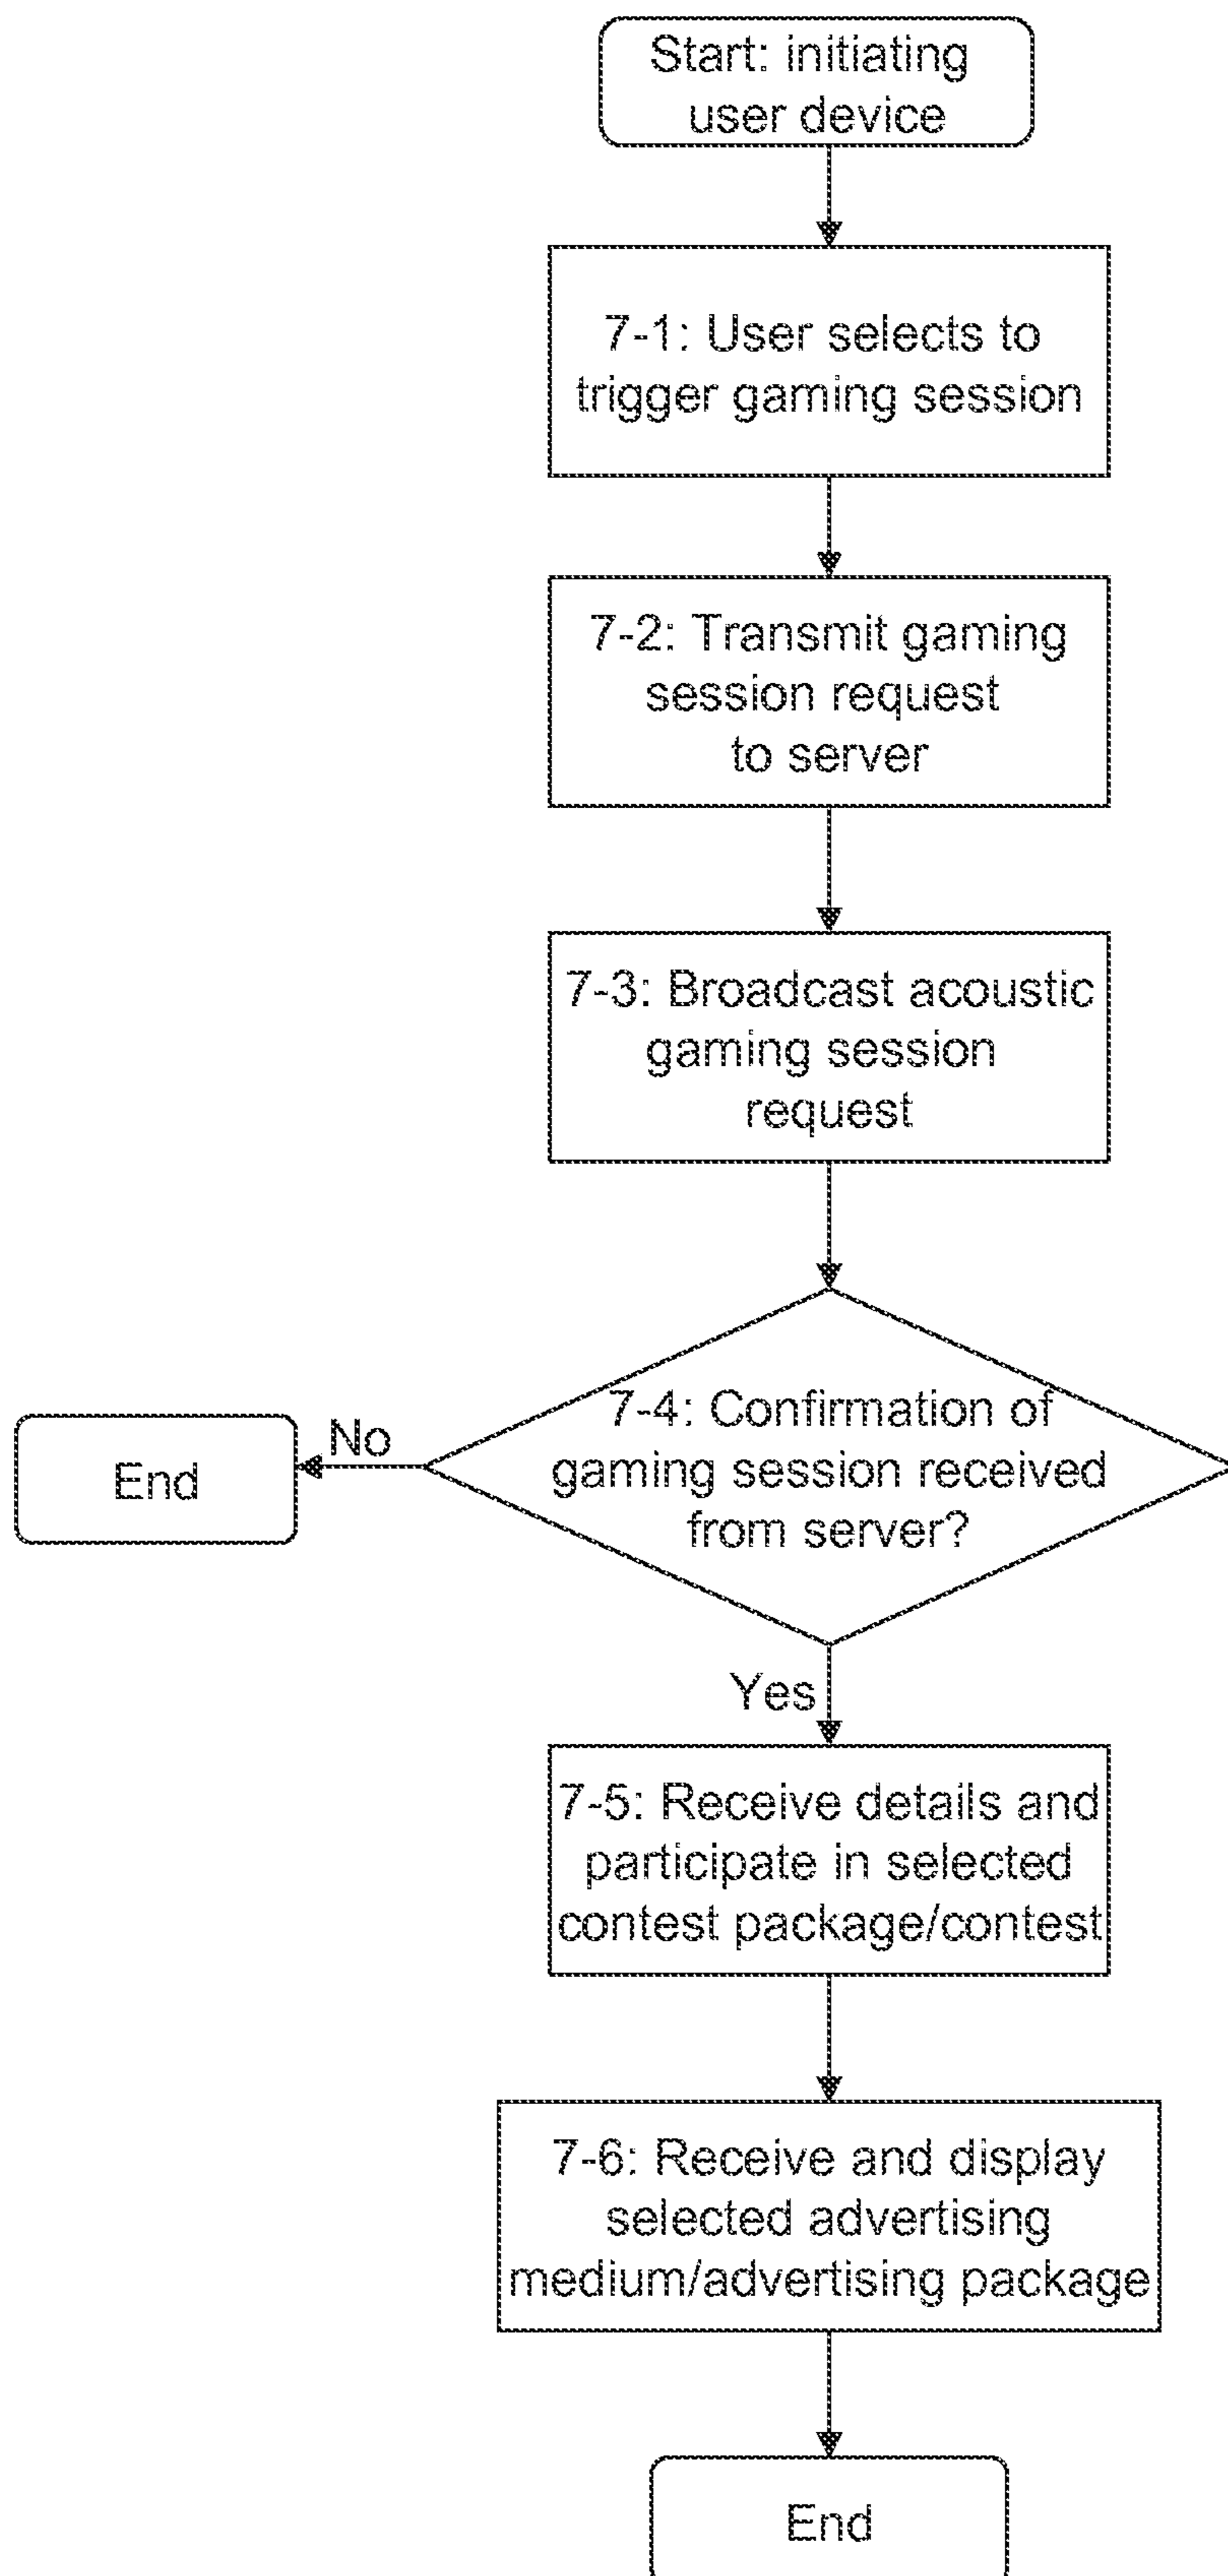 Start: initiating
user device
7-1: User selects to
trigger gaming session
7-2: Transmit gaming
session request
to server
7-3: Broadcast acoustic
gaming session
request
7-4: Confirmation of
gaming session received
from server?
No
End
Yes
7-5: Receive details and
participate in selected
contest package/contest
7-6: Receive and display
selected advertising
medium/advertising package
End